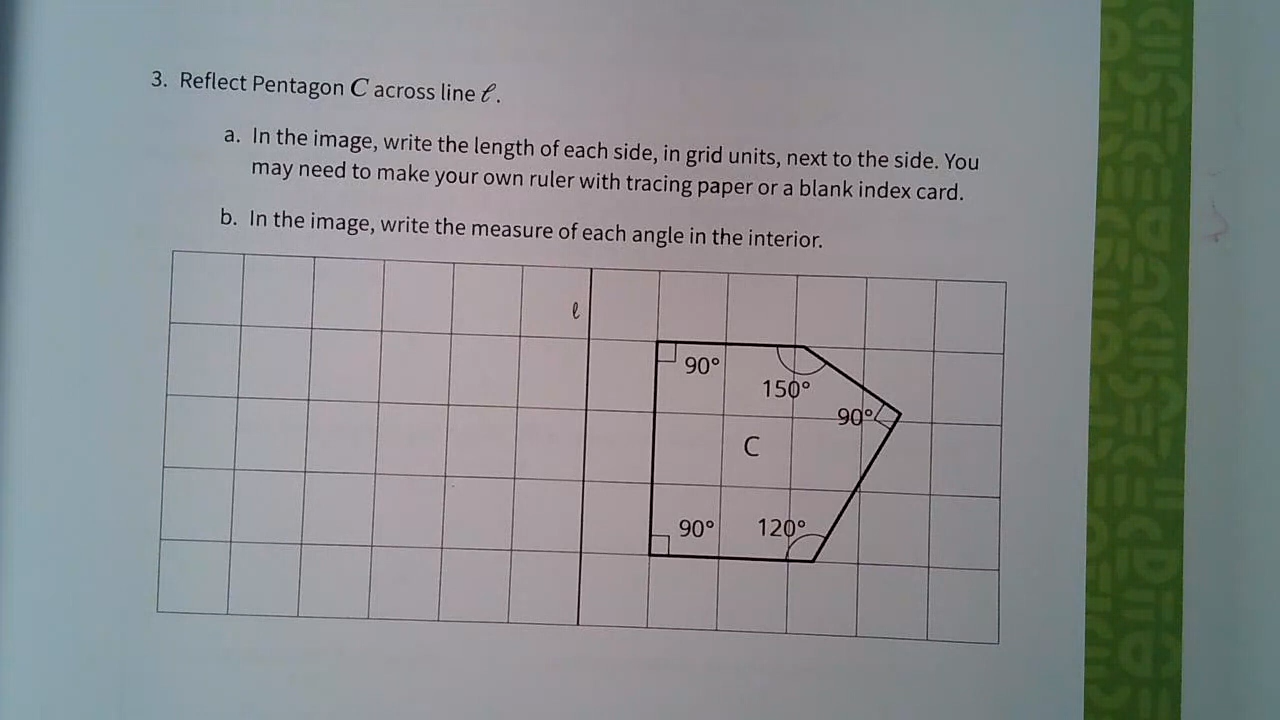 3. Reflect Pentagon C across line ℓ.
a. In the image, write the length of each side, in grid units, next to the side. You
may need to make your own ruler with tracing paper or a blank index card.
b. In the image, write the measure of each angle in the interior.
ℓ
90°
150°
90°
C
90°
120°